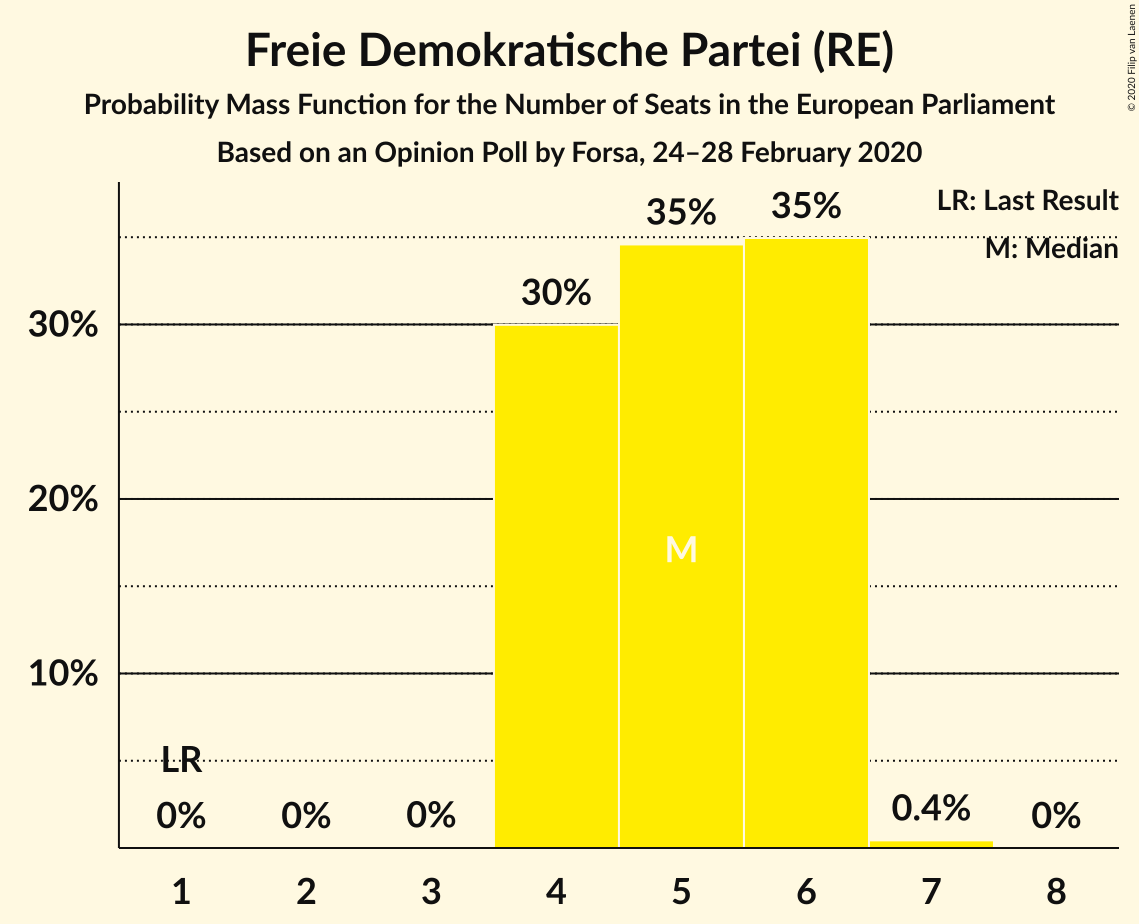 Freie Demokratische Partei (RE)
Probability Mass Function for the Number of Seats in the European Parliament
Based on an Opinion Poll by Forsa, 24–28 February 2020
© 2020 Filip van Laenen
LR: Last Result
M: Median
35%
35%
30%
30%
20%
M
10%
LR
0%
0%
0%
0.4%
0%
1 2 3 4 5 6 7 8